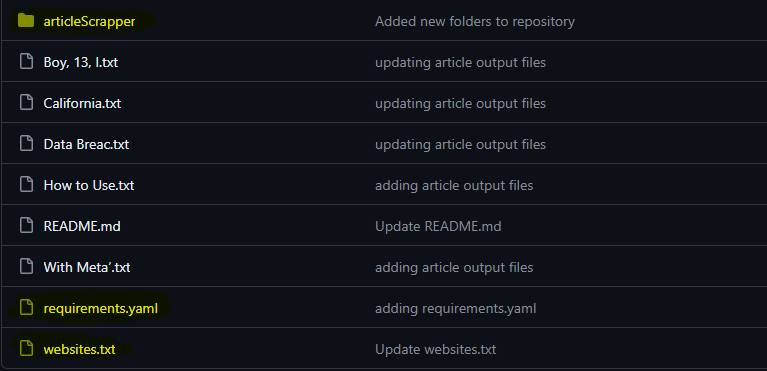 articleScrapper Added new folders to repository
Boy, 13, I.txt updating article output files
California.txt updating article output files
Data Breac.txt updating article output files
How to Use.txt adding article output files
README.md Update README.md
With Meta’.txt adding article output files
requirements.yaml adding requirements.yaml
websites.txt Update websites.txt